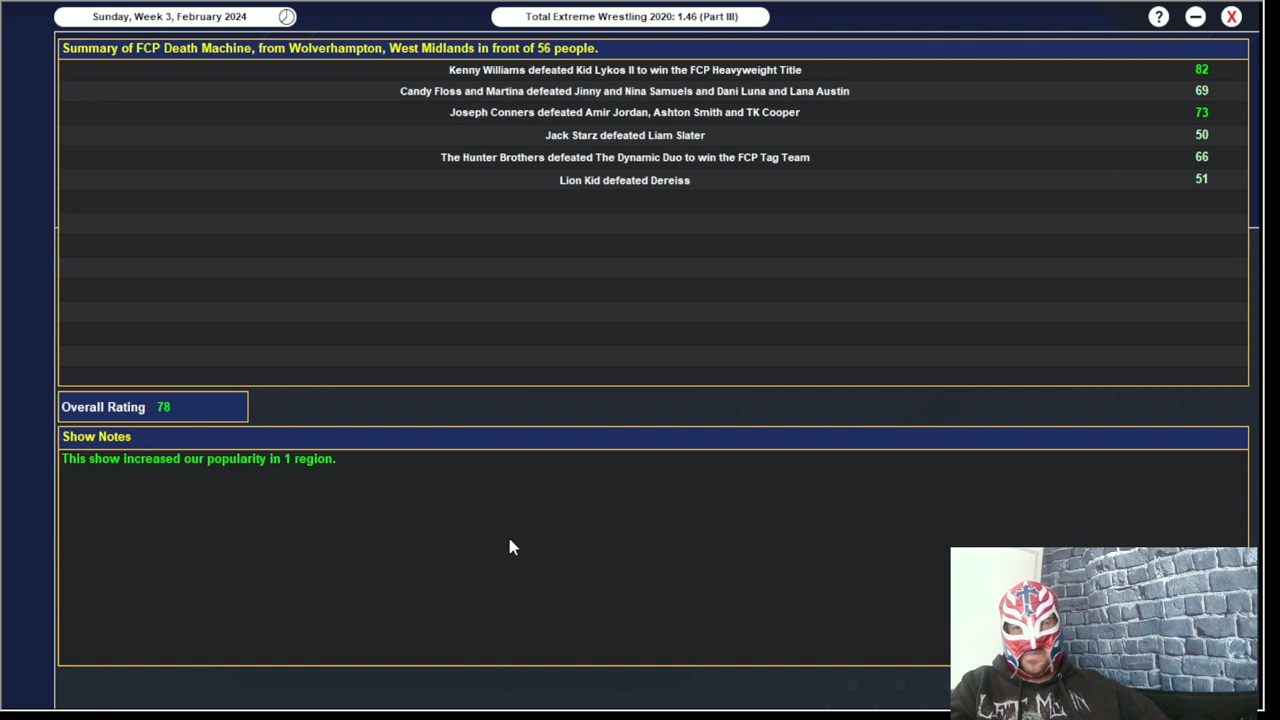 Sunday, Week 3, February 2024
Total Extreme Wrestling 2020: 1.46 (Part III)
?
X
Summary of FCP Death Machine, from Wolverhampton, West Midlands in front of 56 people.
Kenny Williams defeated Kid Lykos II to win the FCP Heavyweight Title 82
Candy Floss and Martina defeated Jinny and Nina Samuels and Dani Luna and Lana Austin 69
Joseph Conners defeated Amir Jordan, Ashton Smith and TK Cooper 73
Jack Starz defeated Liam Slater 50
The Hunter Brothers defeated The Dynamic Duo to win the FCP Tag Team 66
Lion Kid defeated Dereiss 51
Overall Rating 78
Show Notes
This show increased our popularity in 1 region.
LET ME IN